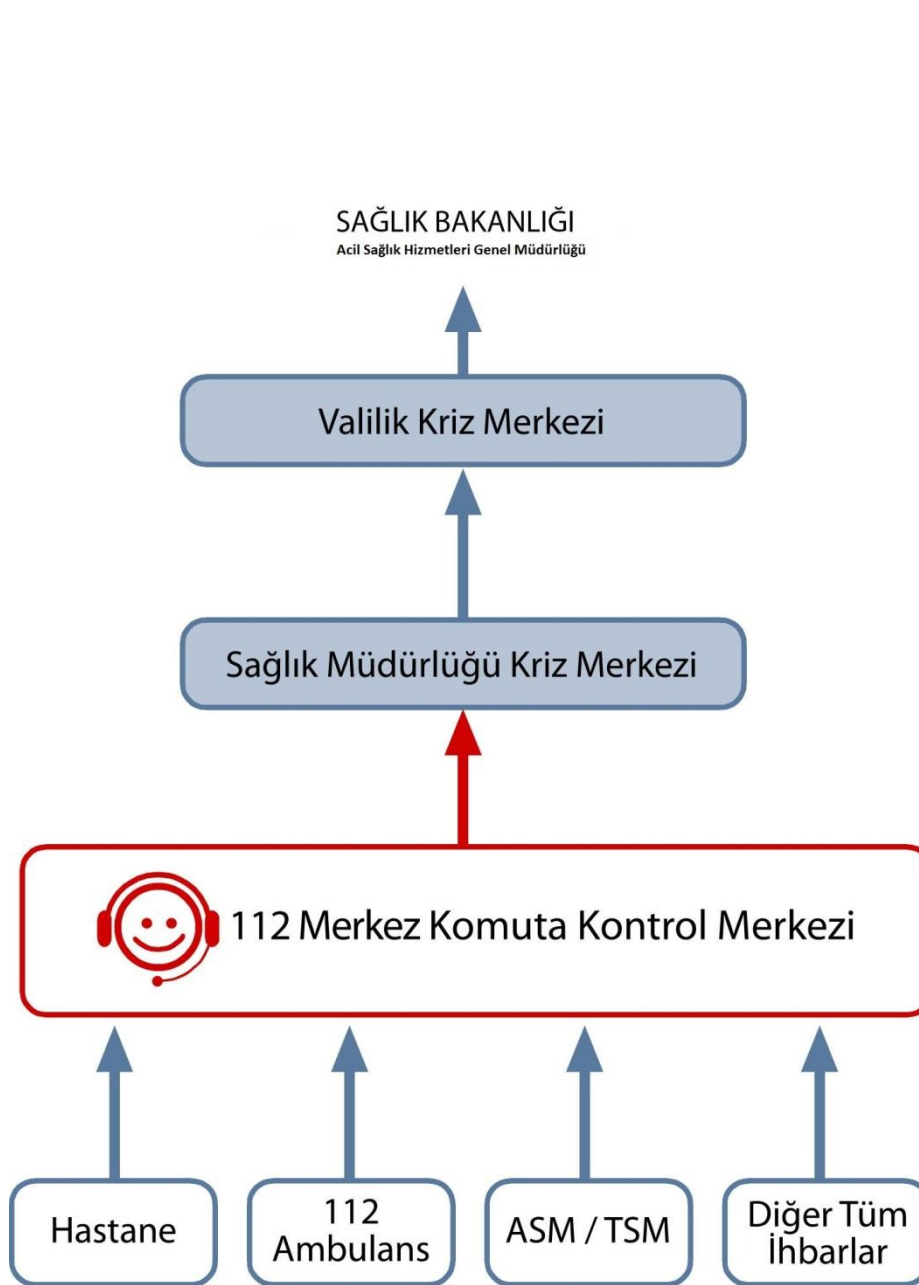 SAĞLIK BAKANLIĞI
Acil Sağlık Hizmetleri Genel Müdürlüğü
Valilik Kriz Merkezi
Sağlık Müdürlüğü Kriz Merkezi
112 Merkez Komuta Kontrol Merkezi
Hastane
112
Ambulans
ASM / TSM
Diğer Tüm
İhbarlar